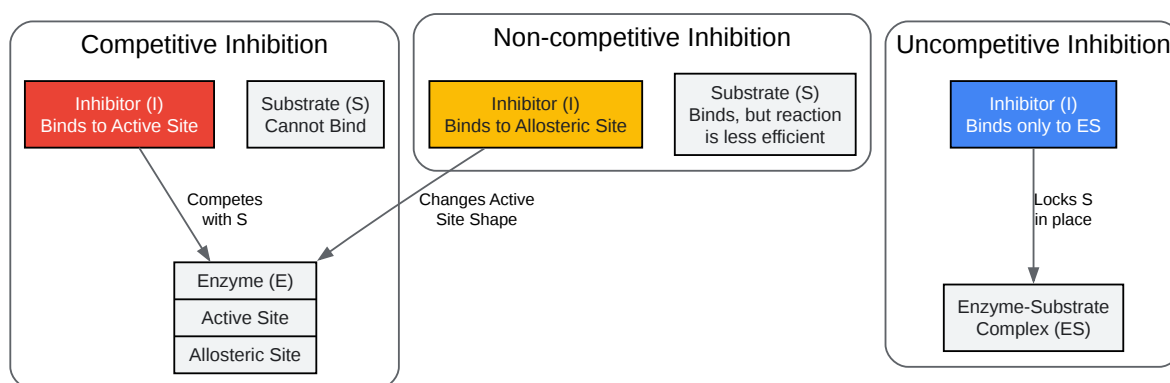 Competitive Inhibition
Inhibitor (I)
Binds to Active Site
Substrate (S)
Cannot Bind
Competes
with S
Enzyme (E)
Active Site
Allosteric Site
Non-competitive Inhibition
Inhibitor (I)
Binds to Allosteric Site
Substrate (S)
Binds, but reaction
is less efficient
Changes Active
Site Shape
Uncompetitive Inhibition
Inhibitor (I)
Binds only to ES
Locks S
in place
Enzyme-Substrate
Complex (ES)